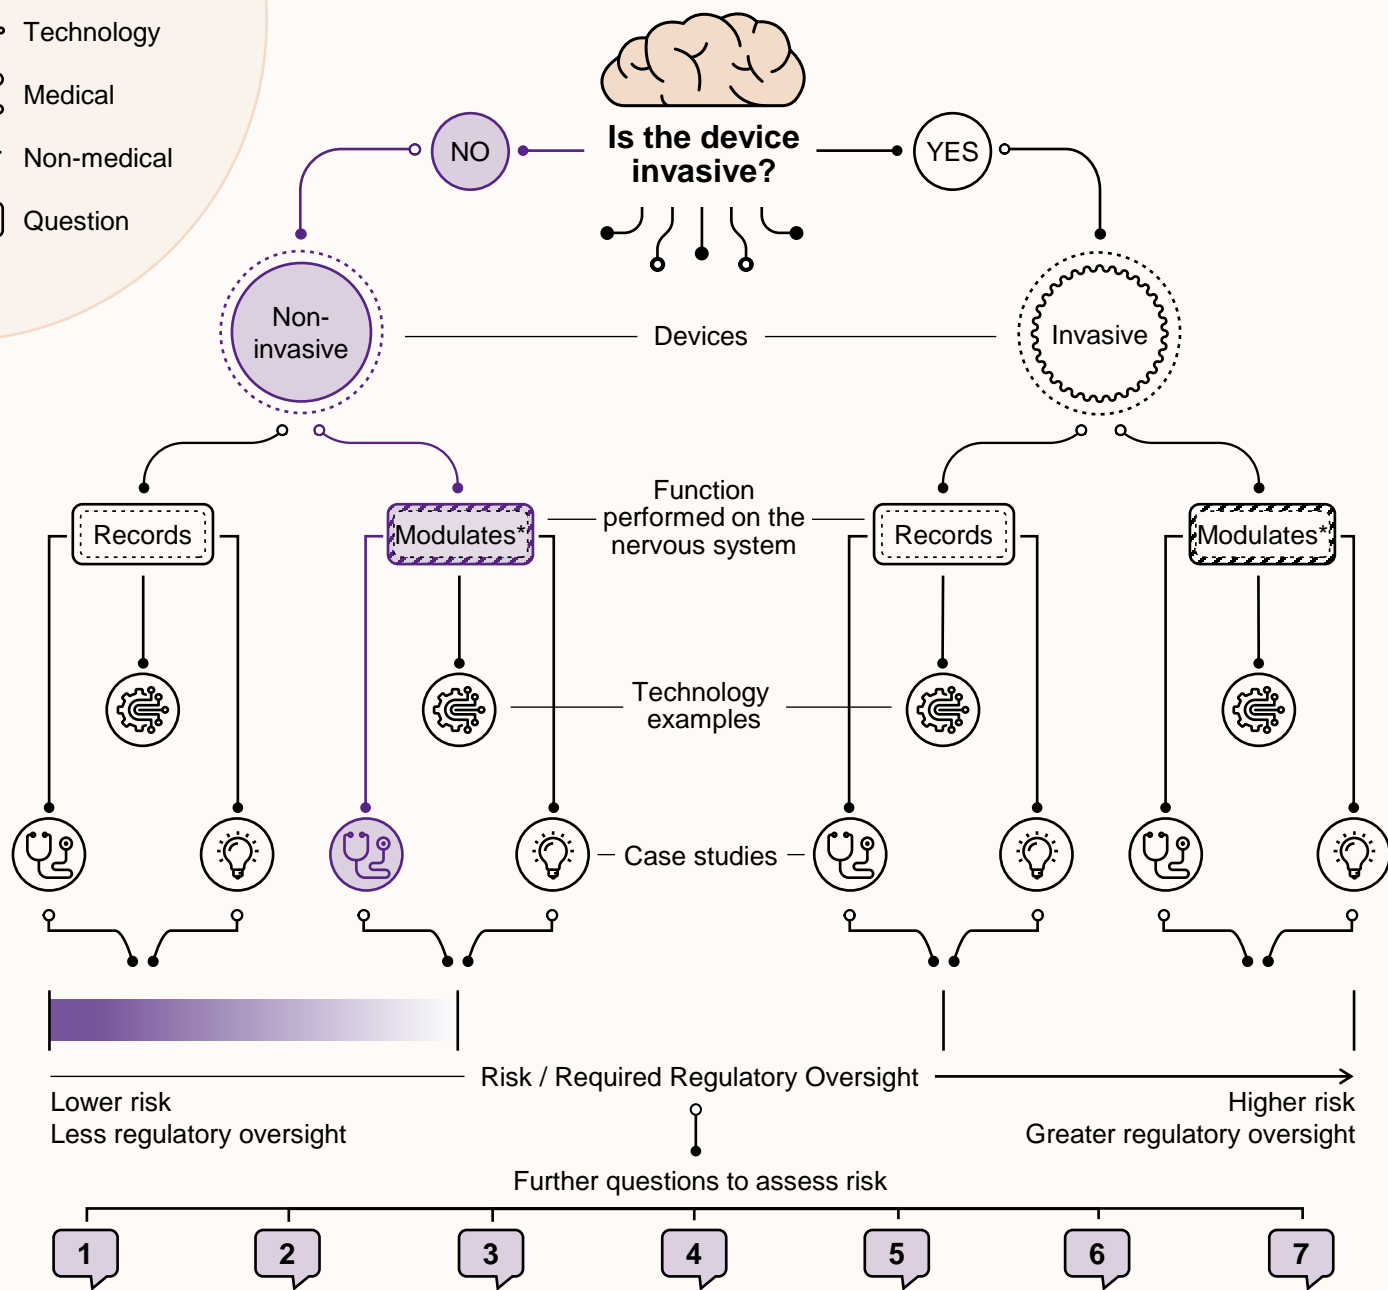 Technology
Medical
Non-medical
Question
Is the device
invasive?
NO
YES
Non-
invasive
Devices
Invasive
Function
performed on the
nervous system
Records
Modulates*
Records
Modulates*
Technology
examples
Case studies
Risk / Required Regulatory Oversight
Lower risk
Less regulatory oversight
Higher risk
Greater regulatory oversight
Further questions to assess risk
1
2
3
4
5
6
7